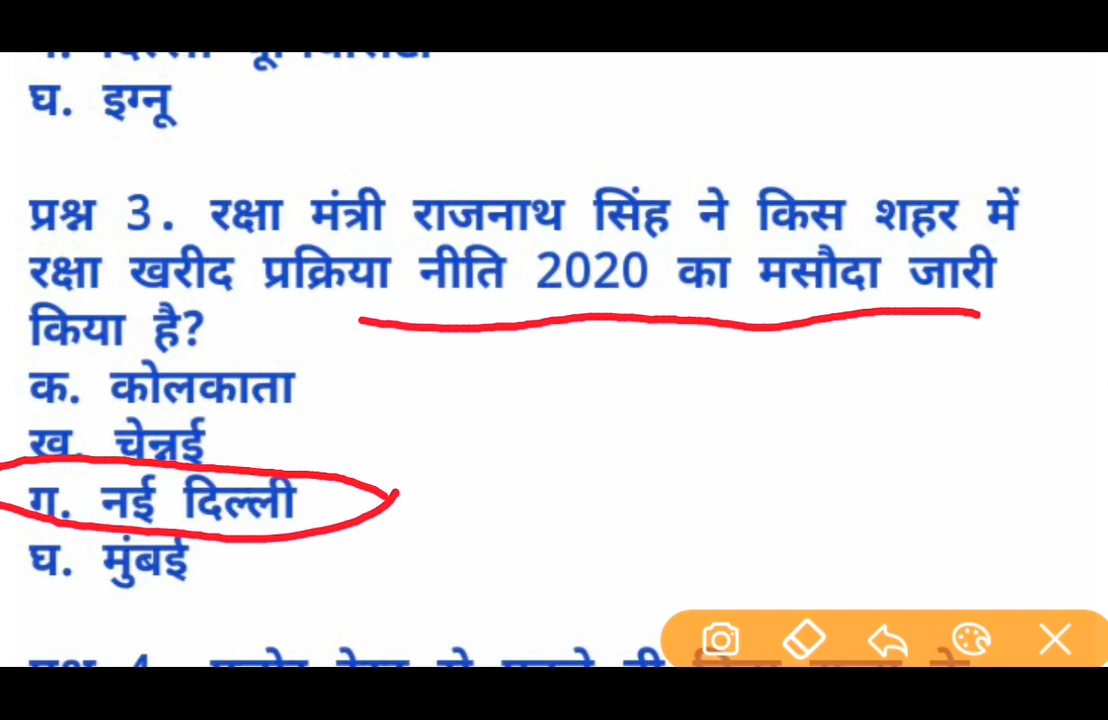 घ. इग्नू
प्रश्न 3. रक्षा मंत्री राजनाथ सिंह ने किस शहर में
रक्षा खरीद प्रक्रिया नीति 2020 का मसौदा जारी
किया है?
क. कोलकाता
ख. चेन्नई
ग. नई दिल्ली
घ. मुंबई